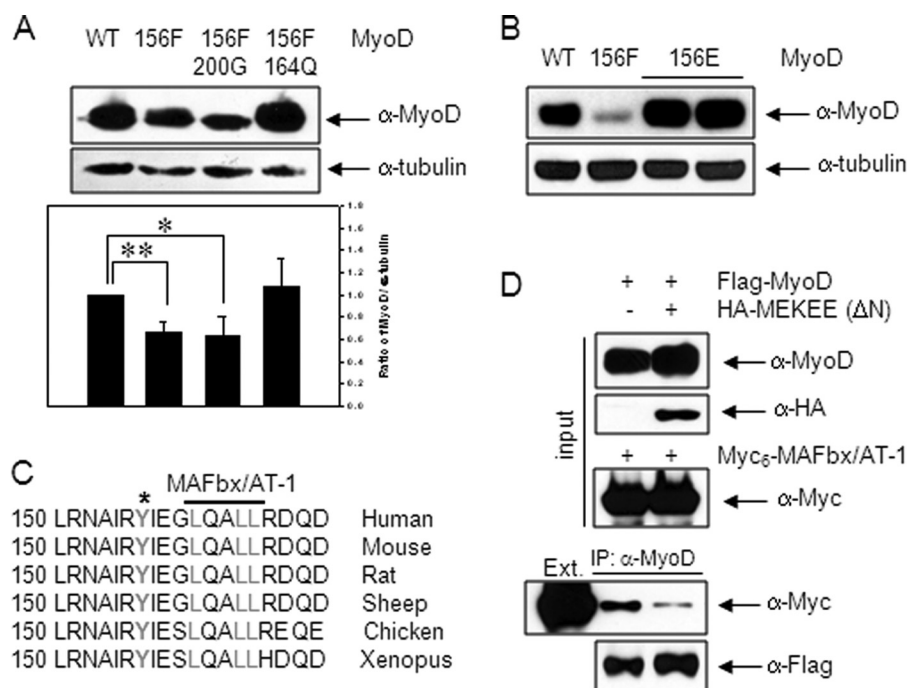 A
WT 156F 156F 156F MyoD
200G 164Q
α-MyoD
α-tubulin
** *
1.8
1.6
1.4
1.2
1.0
0.8
0.6
0.4
0.2
0.0
Ratio of MyoD/α-tubulin
B
WT 156F 156E MyoD
α-MyoD
α-tubulin
C
MAFbx/AT-1
*
150 LRNAIRYIEGLQALLRDQD Human
150 LRNAIRYIEGLQALLRDQD Mouse
150 LRNAIRYIEGLQALLRDQD Rat
150 LRNAIRYIEGLQALLRDQD Sheep
150 LRNAIRYIESLQALLREQE Chicken
150 LRNAIRYIESLQALLHDQD Xenopus
D
+ + Flag-MyoD
- + HA-MEKEE (ΔN)
α-MyoD
α-HA
input
+ + Myc₆-MAFbx/AT-1
α-Myc
Ext. IP: α-MyoD
α-Myc
α-Flag